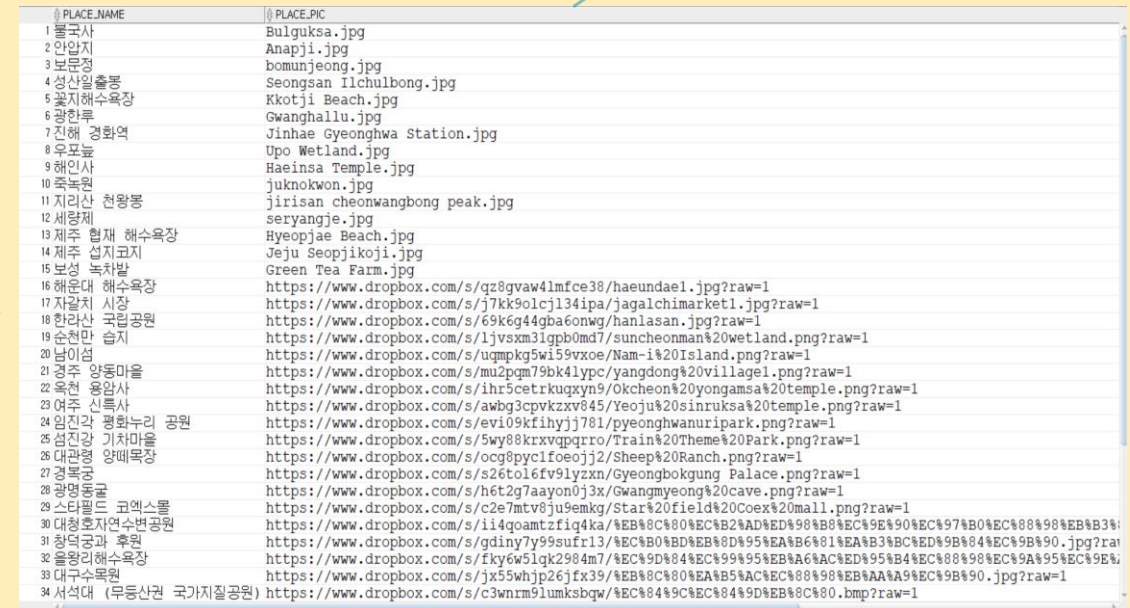 PLACE_NAME PLACE_PIC
1 불국사 Bulguksa.jpg
2 안압지 Anapji.jpg
3 보문정 bomunjeong.jpg
4 성산일출봉 Seongsan Ilchulbong.jpg
5 꽃지해수욕장 Kkotji Beach.jpg
6 광한루 Gwanghallu.jpg
7 진해 경화역 Jinhae Gyeonghwa Station.jpg
8 우포늪 Upo Wetland.jpg
9 해인사 Haeinsa Temple.jpg
10 죽녹원 juknokwon.jpg
11 지리산 천왕봉 jirisan cheonwangbong peak.jpg
12 세량제 seryangje.jpg
13 제주 협재 해수욕장 Hyeopjae Beach.jpg
14 제주 섭지코지 Jeju Seopjikoji.jpg
15 보성 녹차밭 Green Tea Farm.jpg
16 해운대 해수욕장 https://www.dropbox.com/s/qz8gvaw4lmfce38/haeundae1.jpg?raw=1
17 자갈치 시장 https://www.dropbox.com/s/j7kk9olcjl34ipa/jagalchimarket1.jpg?raw=1
18 한라산 국립공원 https://www.dropbox.com/s/69k6g44gba6onwg/hanlasan.jpg?raw=1
19 순천만 습지 https://www.dropbox.com/s/1jvsxm31gpb0md7/suncheonman%20wetland.png?raw=1
20 남이섬 https://www.dropbox.com/s/uqmpkg5wi59vxoe/Nam-i%20Island.png?raw=1
21 경주 양동마을 https://www.dropbox.com/s/mu2pqm79bk4lypc/yangdong%20village1.png?raw=1
22 옥천 용암사 https://www.dropbox.com/s/ihr5cetrkuqxyn9/Okcheon%20yongamsa%20temple.png?raw=1
23 여주 신륵사 https://www.dropbox.com/s/awbg3cpvkzxv845/Yeoju%20sinruksa%20temple.png?raw=1
24 임진각 평화누리 공원 https://www.dropbox.com/s/evi09kfihyjj781/pyeonghwanuripark.png?raw=1
25 섬진강 기차마을 https://www.dropbox.com/s/5wy88krxvqpqrro/Train%20Theme%20Park.png?raw=1
26 대관령 양떼목장 https://www.dropbox.com/s/ocg8pyc1foeojj2/Sheep%20Ranch.png?raw=1
27 경복궁 https://www.dropbox.com/s/s26tol6fv9lyzxn/Gyeongbokgung Palace.png?raw=1
28 광명동굴 https://www.dropbox.com/s/h6t2g7aayon0j3x/Gwangmyeong%20cave.png?raw=1
29 스타필드 코엑스몰 https://www.dropbox.com/s/c2e7mtv8ju9emkg/Star%20field%20Coex%20mall.png?raw=1
30 대청호자연수변공원 https://www.dropbox.com/s/ii4qoamtzfiq4ka/%EB%8C%80%EC%B2%AD%ED%98%B8%EC%9E%90%EC%97%B0%EC%88%98%EB%B3%
31 창덕궁과 후원 https://www.dropbox.com/s/gdiny7y99sufr13/%EC%B0%BD%EB%8D%95%EA%B6%81%EA%B3%BC%ED%9B%84%EC%9B%90.jpg?ra
32 을왕리해수욕장 https://www.dropbox.com/s/fky6w5lqk2984m7/%EC%9D%84%EC%99%95%EB%A6%AC%ED%95%B4%EC%88%98%EC%9A%95%EC%9E%
33 대구수목원 https://www.dropbox.com/s/jx55whjp26jfx39/%EB%8C%80%EA%B5%AC%EC%88%98%EB%AA%A9%EC%9B%90.jpg?raw=1
34 서석대 (무등산권 국가지질공원) https://www.dropbox.com/s/c3wnrm9lumksbqw/%EC%84%9C%EC%84%9D%EB%8C%80.bmp?raw=1